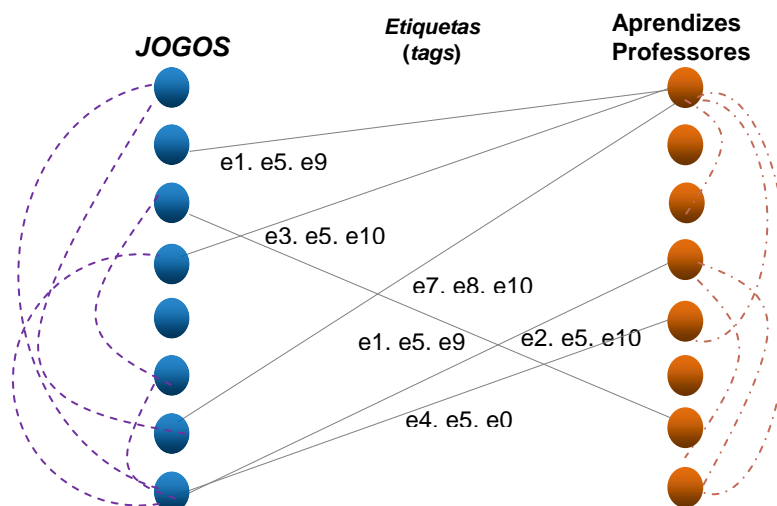 JOGOS
Etiquetas
(tags)
Aprendizes
Professores
e1. e5. e9
e3. e5. e10
e7. e8. e10
e1. e5. e9
e2. e5. e10
e4. e5. e0